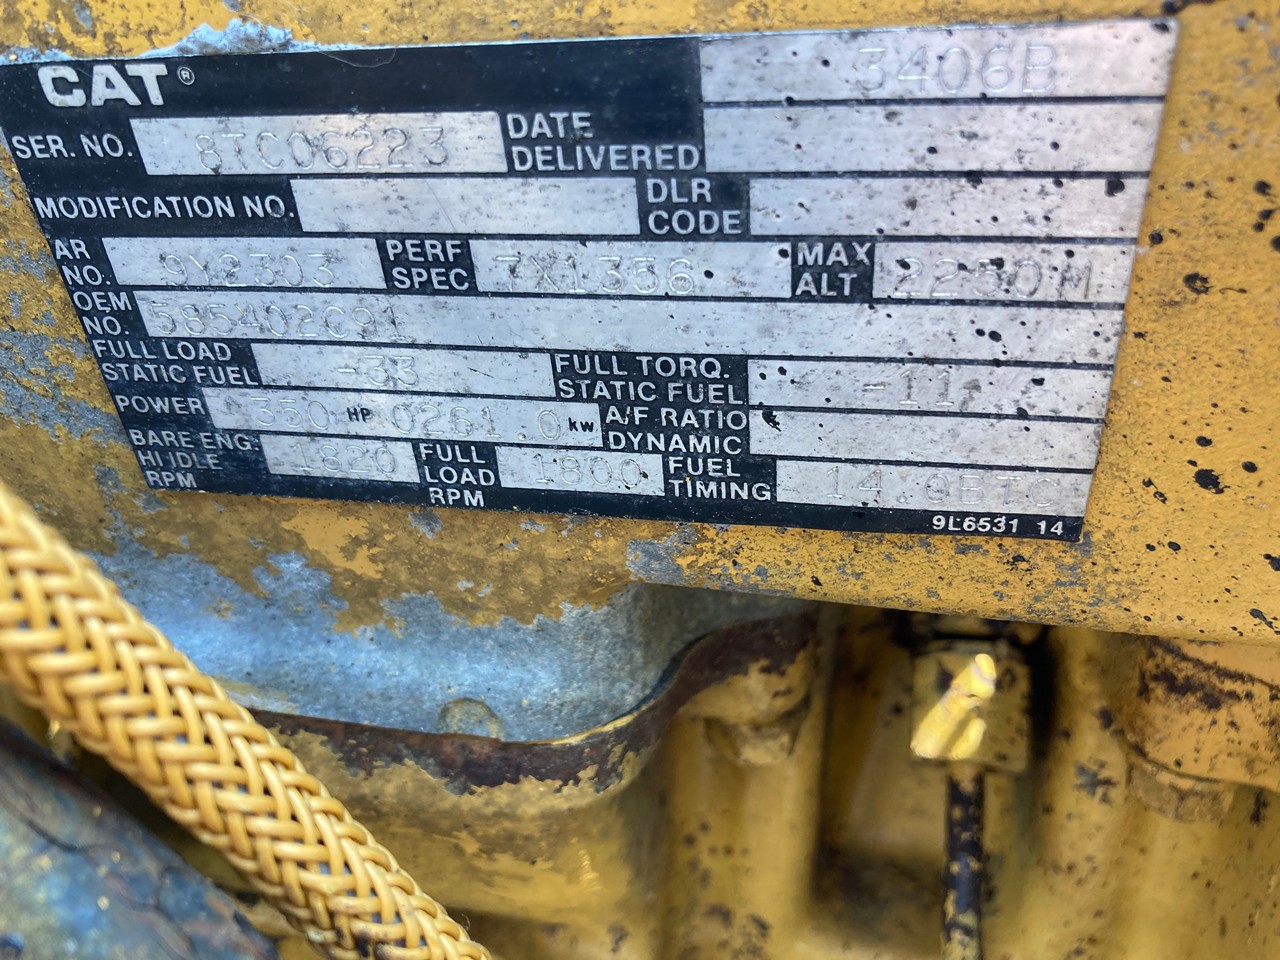 CAT® 3406B
SER. NO. 8TC06223 DATE DELIVERED
MODIFICATION NO. DLR CODE
AR NO. 9Y2303 PERF SPEC 7X1356 MAX ALT 2250M
OEM NO. 585402C91
FULL LOAD STATIC FUEL -33 FULL TORQ. STATIC FUEL -11
POWER 350 HP 0261.0 kW A/F RATIO DYNAMIC
BARE ENG. HI IDLE RPM 1820 FULL LOAD RPM 1800 FUEL TIMING 14.0BTC
9L6531 14